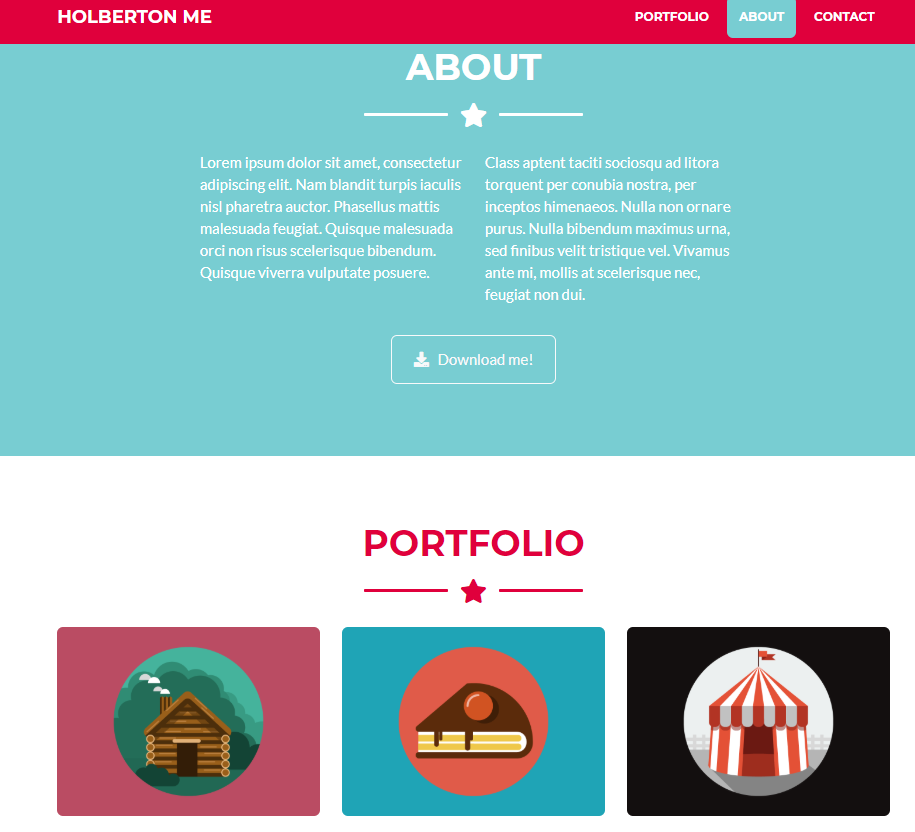 HOLBERTON ME
PORTFOLIO ABOUT CONTACT
ABOUT
Lorem ipsum dolor sit amet, consectetur
adipiscing elit. Nam blandit turpis iaculis
nisl pharetra auctor. Phasellus mattis
malesuada feugiat. Quisque malesuada
orci non risus scelerisque bibendum.
Quisque viverra vulputate posuere.
Class aptent taciti sociosqu ad litora
torquent per conubia nostra, per
inceptos himenaeos. Nulla non ornare
purus. Nulla bibendum maximus urna,
sed finibus velit tristique vel. Vivamus
ante mi, mollis at scelerisque nec,
feugiat non dui.
Download me!
PORTFOLIO